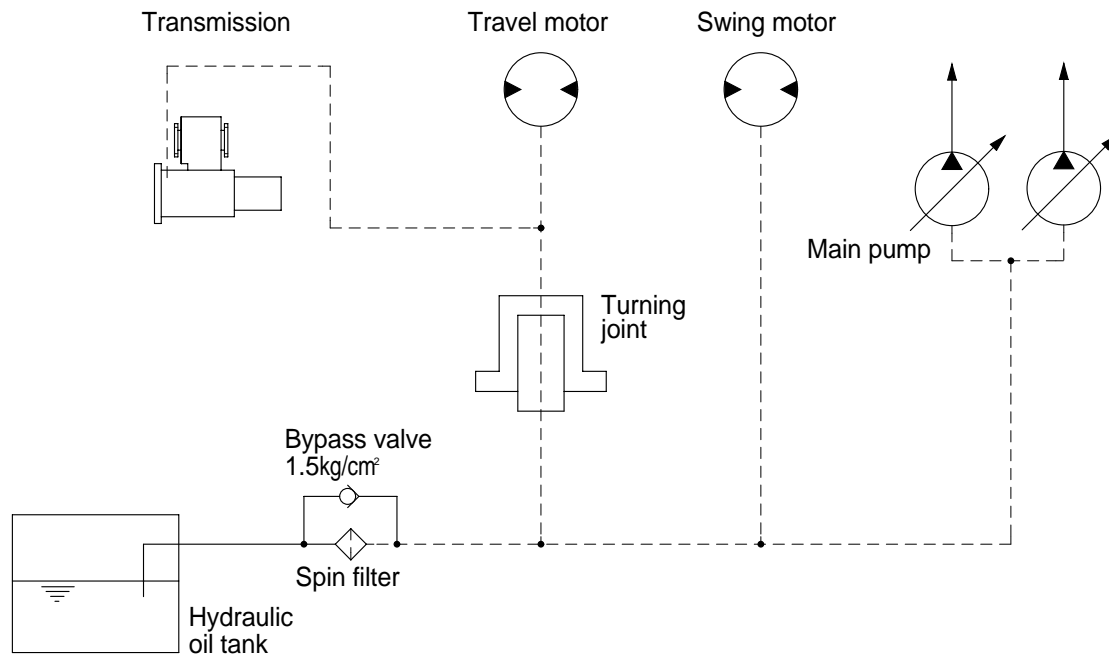 Transmission
Travel motor
Swing motor
Main pump
Turning
joint
Bypass valve
1.5kg/cm²
Spin filter
Hydraulic
oil tank